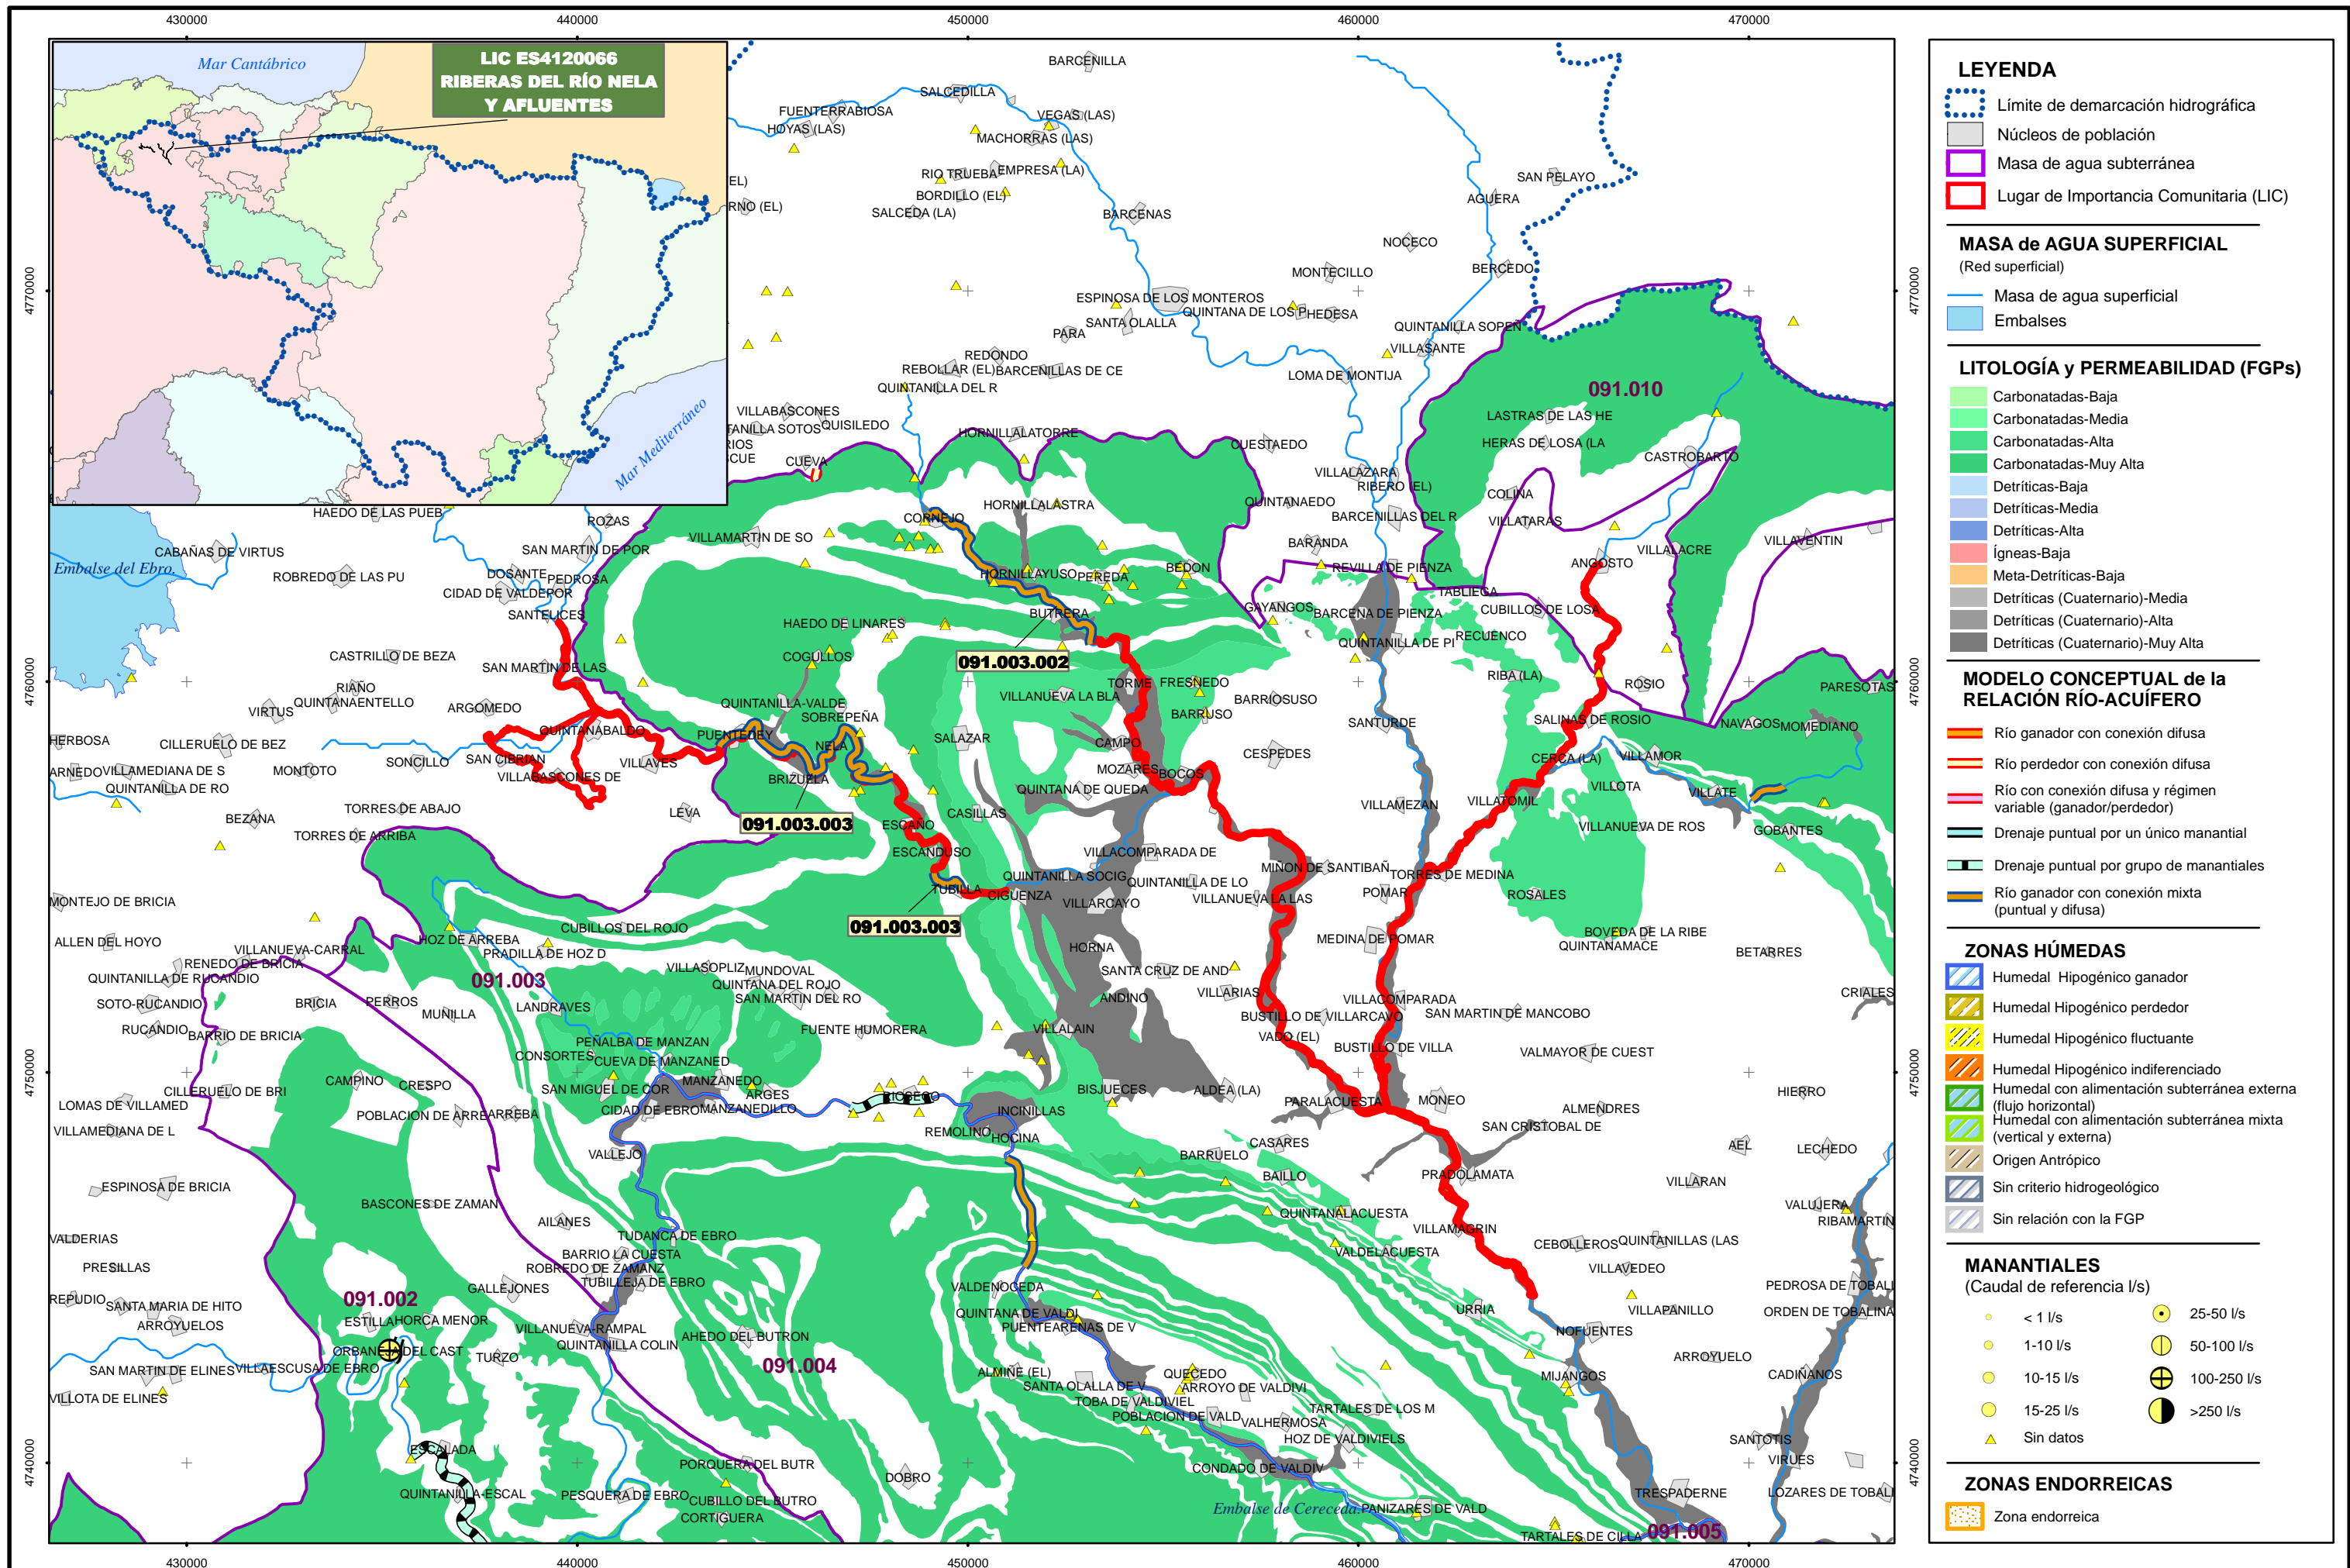 430000
440000
450000
460000
470000
Mar Cantábrico
LIC ES4120066
RIBERAS DEL RÍO NELA
Y AFLUENTES
Mar Mediterráneo
LEYENDA
Límite de demarcación hidrográfica
Núcleos de población
Masa de agua subterránea
Lugar de Importancia Comunitaria (LIC)
MASA de AGUA SUPERFICIAL
(Red superficial)
Masa de agua superficial
Embalses
LITOLOGÍA y PERMEABILIDAD (FGPs)
Carbonatadas-Baja
Carbonatadas-Media
Carbonatadas-Alta
Carbonatadas-Muy Alta
Detríticas-Baja
Detríticas-Media
Detríticas-Alta
Ígneas-Baja
Meta-Detríticas-Baja
Detríticas (Cuaternario)-Media
Detríticas (Cuaternario)-Alta
Detríticas (Cuaternario)-Muy Alta
MODELO CONCEPTUAL de la
RELACIÓN RÍO-ACUÍFERO
Río ganador con conexión difusa
Río perdedor con conexión difusa
Río con conexión difusa y régimen
variable (ganador/perdedor)
Drenaje puntual por un único manantial
Drenaje puntual por grupo de manantiales
Río ganador con conexión mixta
(puntual y difusa)
ZONAS HÚMEDAS
Humedal Hipogénico ganador
Humedal Hipogénico perdedor
Humedal Hipogénico fluctuante
Humedal Hipogénico indiferenciado
Humedal con alimentación subterránea externa
(flujo horizontal)
Humedal con alimentación subterránea mixta
(vertical y externa)
Origen Antrópico
Sin criterio hidrogeológico
Sin relación con la FGP
MANANTIALES
(Caudal de referencia l/s)
< 1 l/s
25-50 l/s
1-10 l/s
50-100 l/s
10-15 l/s
100-250 l/s
15-25 l/s
>250 l/s
Sin datos
ZONAS ENDORREICAS
Zona endorreica
BARCENILLA
SALCEDILLA
FUENTERRABIOSA
HOYAS (LAS)
VEGAS (LAS)
MACHORRAS (LAS)
RIO TRUEBA
EMPRESA (LA)
BORDILLO (EL)
SALCEDA (LA)
BARCENAS
SAN PELAYO
AGUERA
NOCECO
BERCEDO
MONTECILLO
EL)
RNO (EL)
4770000
4770000
ESPINOSA DE LOS MONTEROS
QUINTANA DE LOS P
HEDESA
SANTA OLALLA
PARA
QUINTANILLA SOPEÑ
VILLASANTE
LOMA DE MONTIJA
REDONDO
REBOLLAR (EL)
BARCENILLAS DE CE
QUINTANILLA DEL R
091.010
VILLABASCONES
TANILLA SOTOS
QUISILEDO
RIOS
CUE
CUEVA
HORNILLALATORRE
CUESTAEDO
LASTRAS DE LAS HE
HERAS DE LOSA (LA
CASTROBARTO
VILLALAZARA
RIBERO (EL)
COLINA
HAEDO DE LAS PUEB
ROZAS
CORNEJO
HORNILLALASTRA
QUINTANAEDO
BARCENILLAS DEL R
VILLATARAS
CABAÑAS DE VIRTUS
SAN MARTIN DE POR
VILLAMARTIN DE SO
BARANDA
VILLALACRE
VILLAVENTIN
Embalse del Ebro.
ROBREDO DE LAS PU
DOSANTE
PEDROSA
CIDAD DE VALDEPOR
HORNILLAYUSO
PEREDA
BEDON
REVILLA DE PIENZA
ANGOSTO
TABLIEGA
SANTELICES
BUTRERA
GAYANGOS
BARCENA DE PIENZA
CUBILLOS DE LOSA
HAEDO DE LINARES
RECUENCO
QUINTANILLA DE PI
CASTRILLO DE BEZA
SAN MARTIN DE LAS
COGULLOS
091.003.002
4760000
4760000
RIAÑO
QUINTANAENTELLO
VIRTUS
ARGOMEDO
QUINTANILLA-VALDE
SOBREPEÑA
VILLANUEVA LA BLA
TORME
FRESNEDO
BARRIOSUSO
BARRUSO
RIBA (LA)
ROSIO
PARESOTAS
HERBOSA
CILLERUELO DE BEZ
QUINTANABALDO
PUENTEDEY
NELA
SALAZAR
CAMPO
CESPEDES
SANTURDE
SALINAS DE ROSIO
NAVAGOS
MOMEDIANO
ARNEDO
VILLAMEDIANA DE S
MONTOTO
SONCILLO
SAN CIBRIAN
VILLAVES
VILLABASCONES DE
BRIZUELA
MOZARES
BOCOS
CERCA (LA)
VILLAMOR
QUINTANILLA DE RO
QUINTANA DE QUEDA
VILLOTA
VILLATE
BEZANA
TORRES DE ABAJO
LEVA
CASILLAS
VILLAMEZAN
VILLATOMIL
TORRES DE ARRIBA
091.003.003
ESCAÑO
ESCANDUSO
VILLANUEVA DE ROS
GOBANTES
VILLACOMPARADA DE
QUINTANILLA SOCIG
QUINTANILLA DE LO
MIÑON DE SANTIBAÑ
TORRES DE MEDINA
MONTEJO DE BRICIA
TUBILLA
CIGUENZA
VILLARCAYO
VILLANUEVA LA LAS
POMAR
ROSALES
091.003.003
ALLEN DEL HOYO
CUBILLOS DEL ROJO
HOZ DE ARREBA
PRADILLA DE HOZ D
HORNA
MEDINA DE POMAR
BOVEDA DE LA RIBE
QUINTANAMACE
BETARRES
VILLANUEVA-CARRAL
RENEDO DE BRICIA
QUINTANILLA DE RUCANDIO
091.003
VILLASOPLIZ
MUNDOVAL
QUINTANA DEL ROJO
SAN MARTIN DEL RO
SANTA CRUZ DE AND
ANDINO
VILLARIAS
VILLACOMPARADA
CRIALES
SOTO-RUCANDIO
BRICIA
PERROS
MUNILLA
LANDRAVES
SAN MARTIN DE MANCOBO
RUCANDIO
BARRIO DE BRICIA
FUENTE HUMORERA
VILLALAIN
BUSTILLO DE VILLARCAVO
VADO (EL)
PEÑALBA DE MANZAN
CONSORTES
CUEVA DE MANZANED
BUSTILLO DE VILLA
VALMAYOR DE CUEST
4750000
4750000
CILLERUELO DE BRI
CAMPINO
CRESPO
SAN MIGUEL DE COR
MANZANEDO
ARGES
RIOSECO
BISJUECES
ALDEA (LA)
HIERRO
LOMAS DE VILLAMED
POBLACION DE ARRE
ARREBA
CIDAD DE EBRO
MANZANEDILLO
INCINILLAS
PARALACUESTA
MONEO
ALMENDRES
VILLAMEDIANA DE L
REMOLINO
HOCINA
CASARES
SAN CRISTOBAL DE
AEL
LECHEDO
VALLEJO
BARRUELO
BAILLO
PRADOLAMATA
ESPINOSA DE BRICIA
VILLARAN
BASCONES DE ZAMAN
AILANES
QUINTANALACUESTA
VALUJERA
RIBAMARTIN
VALDERIAS
TUDANCA DE EBRO
VILLAMAGRIN
CEBOLLEROS
QUINTANILLAS (LAS
BARRIO LA CUESTA
VALDELACUESTA
PRESILLAS
ROBREDO DE ZAMANZ
TUBILLEJA DE EBRO
VILLAVEDEO
GALLEJONES
VALDENOCEDA
PEDROSA DE TOBALI
REPUDIO
SANTA MARIA DE HITO
091.002
URRIA
VILLAPANILLO
ORDEN DE TOBALINA
ARROYUELOS
ESTILLA
HORCA MENOR
QUINTANA DE VALDI
PUENTEARENAS DE V
VILLANUEVA-RAMPAL
NOFUENTES
QUINTANILLA COLIN
AHEDO DEL BUTRON
ORBANEJA DEL CAST
TURZO
091.004
ARROYUELO
SAN MARTIN DE ELINES
VILLAESCUSA DE EBRO
ALMIÑE (EL)
QUECEDO
MIJANGOS
CADIÑANOS
SANTA OLALLA DE V
ARROYO DE VALDIVI
VILLOTA DE ELINES
TOBA DE VALDIVIEL
POBLACION DE VALD
VALHERMOSA
TARTALES DE LOS M
HOZ DE VALDIVIELS
SANTOTIS
ESCALADA
VIRUES
4740000
4740000
PORQUERA DEL BUTR
DOBRO
CONDADO DE VALDIV
QUINTANILLA-ESCAL
PESQUERA DE EBRO
CUBILLO DEL BUTRO
CORTIGUERA
Embalse de Cereceda.
PANIZARES DE VALD
TRESPADERNE
LOZARES DE TOBALI
TARTALES DE CILLA
091.005
430000
440000
450000
460000
470000